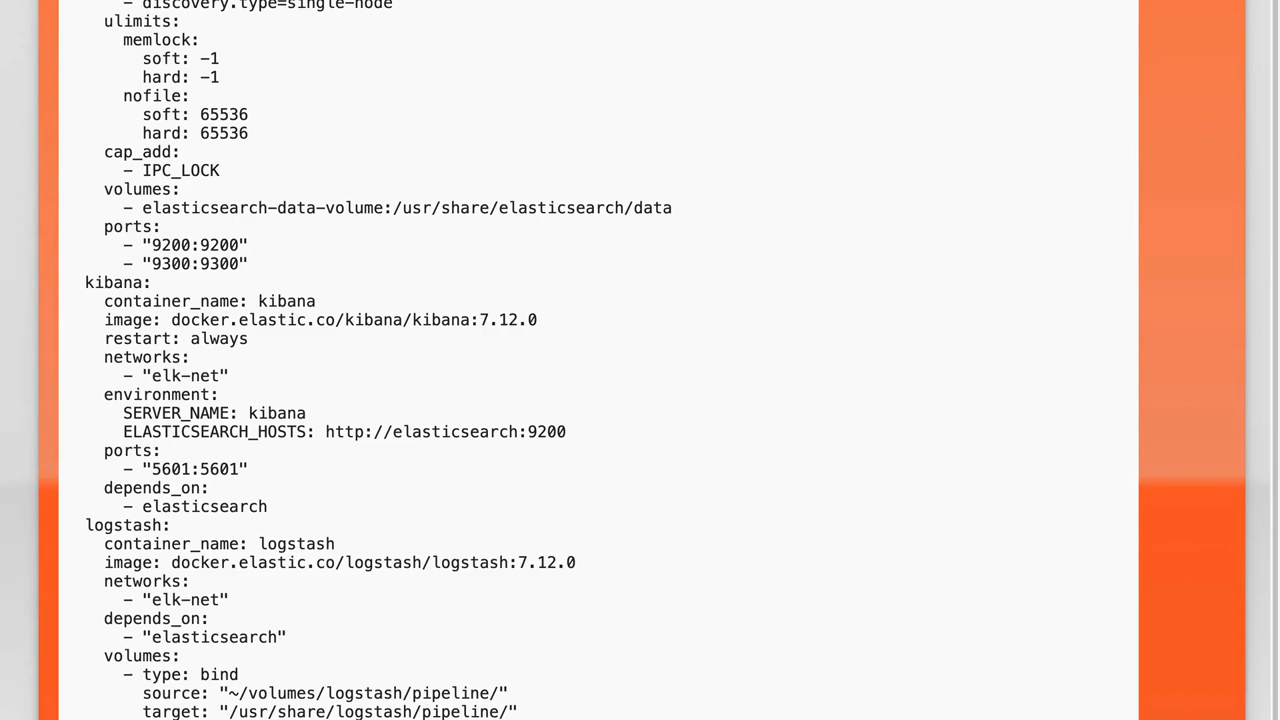 - discovery.type=single-node
ulimits:
memlock:
soft: -1
hard: -1
nofile:
soft: 65536
hard: 65536
cap_add:
- IPC_LOCK
volumes:
- elasticsearch-data-volume:/usr/share/elasticsearch/data
ports:
- "9200:9200"
- "9300:9300"
kibana:
container_name: kibana
image: docker.elastic.co/kibana/kibana:7.12.0
restart: always
networks:
- "elk-net"
environment:
SERVER_NAME: kibana
ELASTICSEARCH_HOSTS: http://elasticsearch:9200
ports:
- "5601:5601"
depends_on:
- elasticsearch
logstash:
container_name: logstash
image: docker.elastic.co/logstash/logstash:7.12.0
networks:
- "elk-net"
depends_on:
- "elasticsearch"
volumes:
- type: bind
source: "~/volumes/logstash/pipeline/"
target: "/usr/share/logstash/pipeline/"